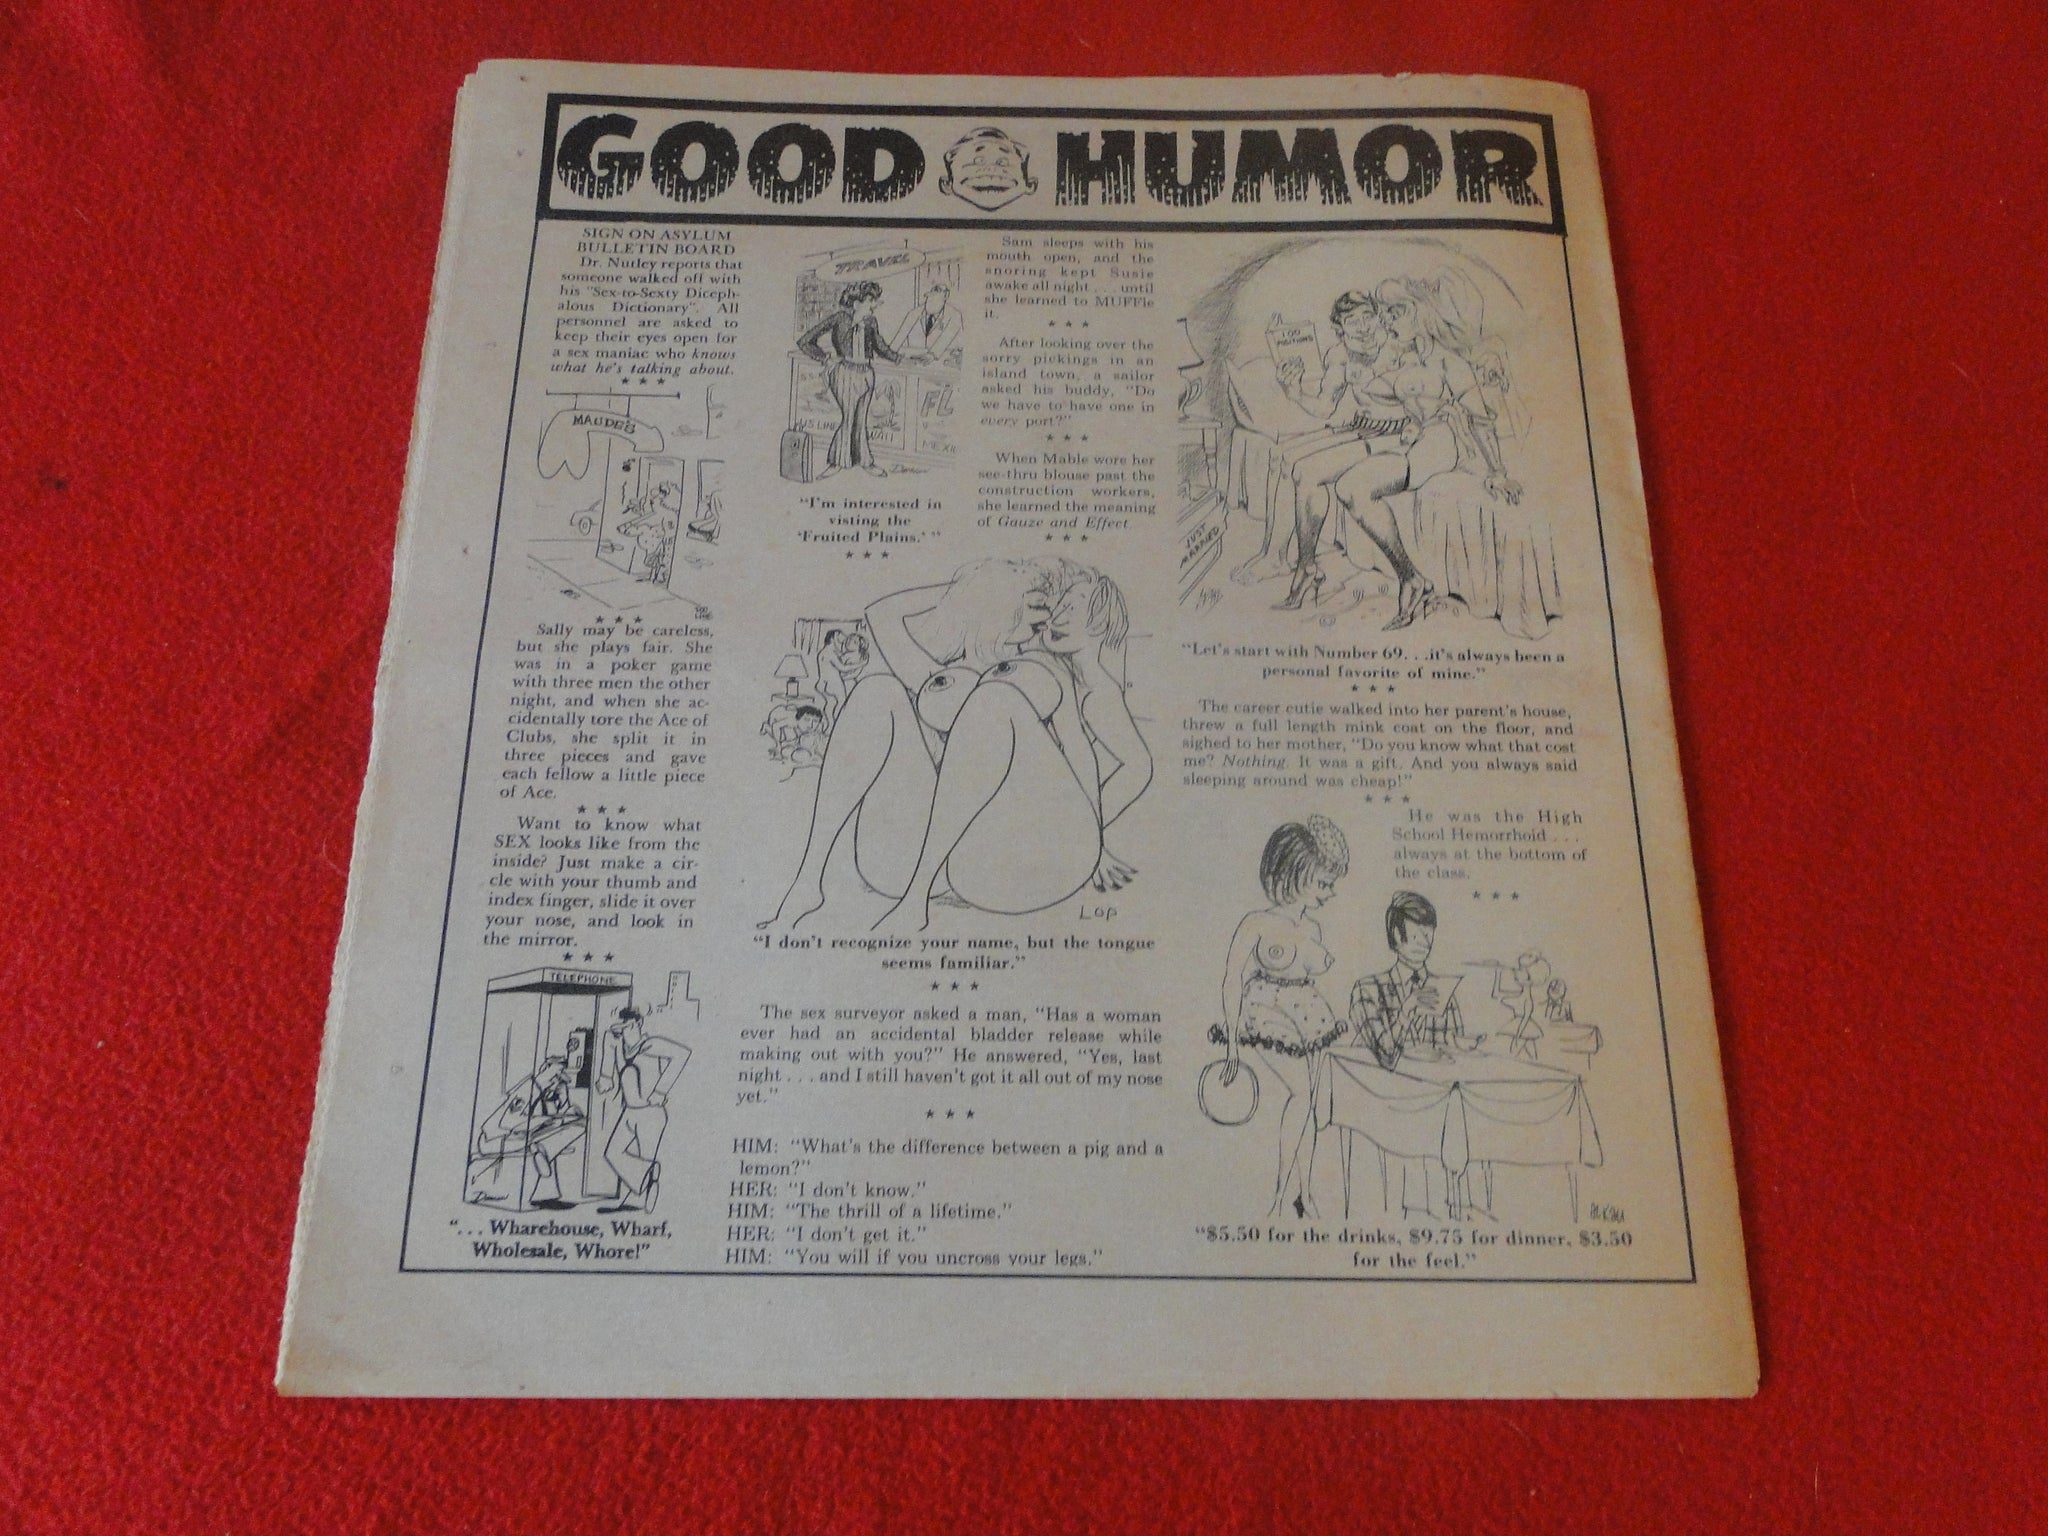 GOOD HUMOR
SIGN ON ASYLUM
BULLETIN BOARD
Dr. Nutley reports that
someone walked off with
his "Sex-to-Sexty Diceph-
alous Dictionary". All
personnel are asked to
keep their eyes open for
a sex maniac who knows
what he's talking about.
★ ★ ★
MAUDE'S
★ ★ ★
Sally may be careless,
but she plays fair. She
was in a poker game
with three men the other
night, and when she ac-
cidentally tore the Ace of
Clubs, she split it in
three pieces and gave
each fellow a little piece
of Ace.
★ ★ ★
Want to know what
SEX looks like from the
inside? Just make a cir-
cle with your thumb and
index finger, slide it over
your nose, and look in
the mirror.
★ ★ ★
TELEPHONE
". . . Wharehouse, Wharf,
Wholesale, Whore!"
TRAVEL
FL
"I'm interested in
visting the
'Fruited Plains.' "
★ ★ ★
Sam sleeps with his
mouth open, and the
snoring kept Susie
awake all night . . . until
she learned to MUFFle
it.
★ ★ ★
After looking over the
sorry pickings in an
island town, a sailor
asked his buddy, "Do
we have to have one in
every port?"
★ ★ ★
When Mable wore her
see-thru blouse past the
construction workers,
she learned the meaning
of Gauze and Effect.
★ ★ ★
Lop
"I don't recognize your name, but the tongue
seems familiar."
★ ★ ★
The sex surveyor asked a man, "Has a woman
ever had an accidental bladder release while
making out with you?" He answered, "Yes, last
night . . . and I still haven't got it all out of my nose
yet."
★ ★ ★
HIM: "What's the difference between a pig and a
lemon?"
HER: "I don't know."
HIM: "The thrill of a lifetime."
HER: "I don't get it."
HIM: "You will if you uncross your legs."
100
POSITIONS
JUST
MARRIED
"Let's start with Number 69. . .it's always been a
personal favorite of mine."
★ ★ ★
The career cutie walked into her parent's house,
threw a full length mink coat on the floor, and
sighed to her mother, "Do you know what that cost
me? Nothing. It was a gift. And you always said
sleeping around was cheap!"
★ ★ ★
He was the High
School Hemorrhoid . . .
always at the bottom of
the class.
★ ★ ★
"$5.50 for the drinks, $9.75 for dinner, $3.50
for the feel."